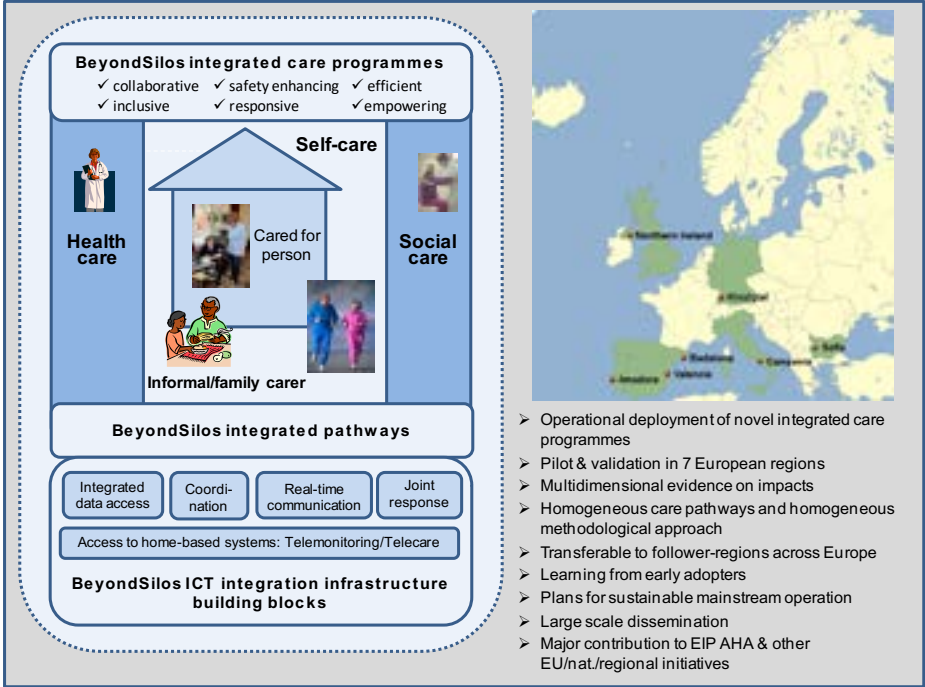 BeyondSilos integrated care programmes
✓ collaborative ✓ safety enhancing ✓ efficient
✓ inclusive ✓ responsive ✓ empowering
Self-care
Health
care
Cared for
person
Social
care
Informal/family carer
BeyondSilos integrated pathways
Integrated
data access
Coordi-
nation
Real-time
communication
Joint
response
Access to home-based systems: Telemonitoring/Telecare
BeyondSilos ICT integration infrastructure
building blocks
Northern Ireland
Kinzigtal
Sofia
Badalona
Campania
Valencia
Amadora
➢ Operational deployment of novel integrated care
programmes
➢ Pilot & validation in 7 European regions
➢ Multidimensional evidence on impacts
➢ Homogeneous care pathways and homogeneous
methodological approach
➢ Transferable to follower-regions across Europe
➢ Learning from early adopters
➢ Plans for sustainable mainstream operation
➢ Large scale dissemination
➢ Major contribution to EIP AHA & other
EU/nat./regional initiatives